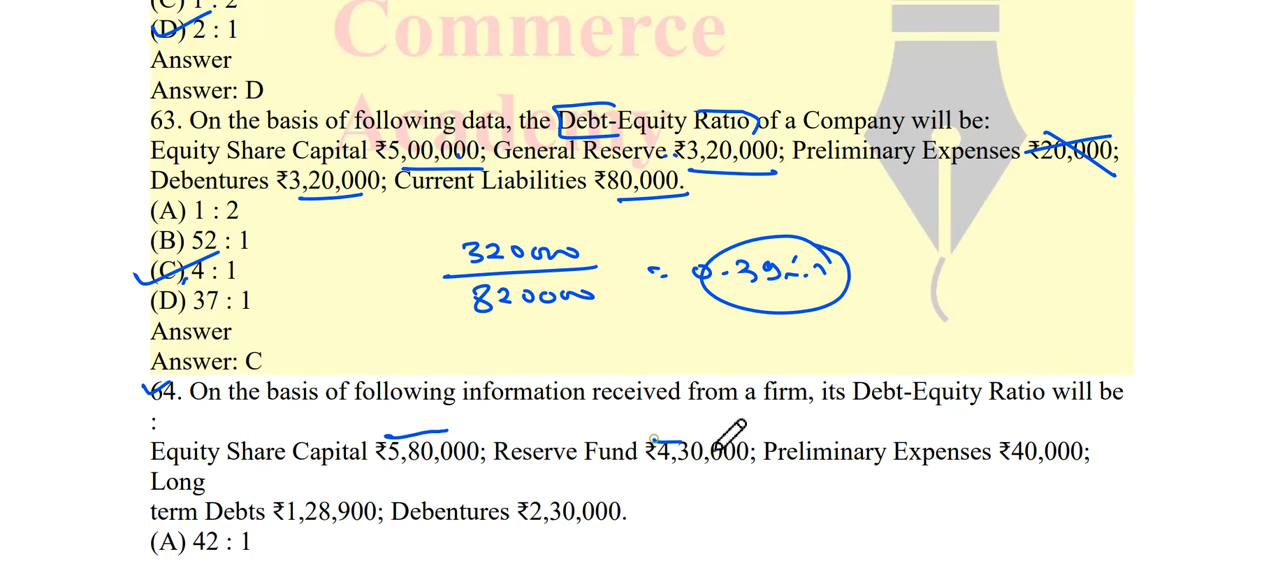 (C) 1 : 2
(D) 2 : 1
Commerce
Academy
Answer
Answer: D
63. On the basis of following data, the Debt-Equity Ratio of a Company will be:
Equity Share Capital ₹5,00,000; General Reserve ₹3,20,000; Preliminary Expenses ₹20,000;
Debentures ₹3,20,000; Current Liabilities ₹80,000.
(A) 1 : 2
(B) 52 : 1
(C) 4 : 1
(D) 37 : 1
320000
820000
Answer
Answer: C
64. On the basis of following information received from a firm, its Debt-Equity Ratio will be
:
Equity Share Capital ₹5,80,000; Reserve Fund ₹4,30,000; Preliminary Expenses ₹40,000;
Long
term Debts ₹1,28,900; Debentures ₹2,30,000.
(A) 42 : 1